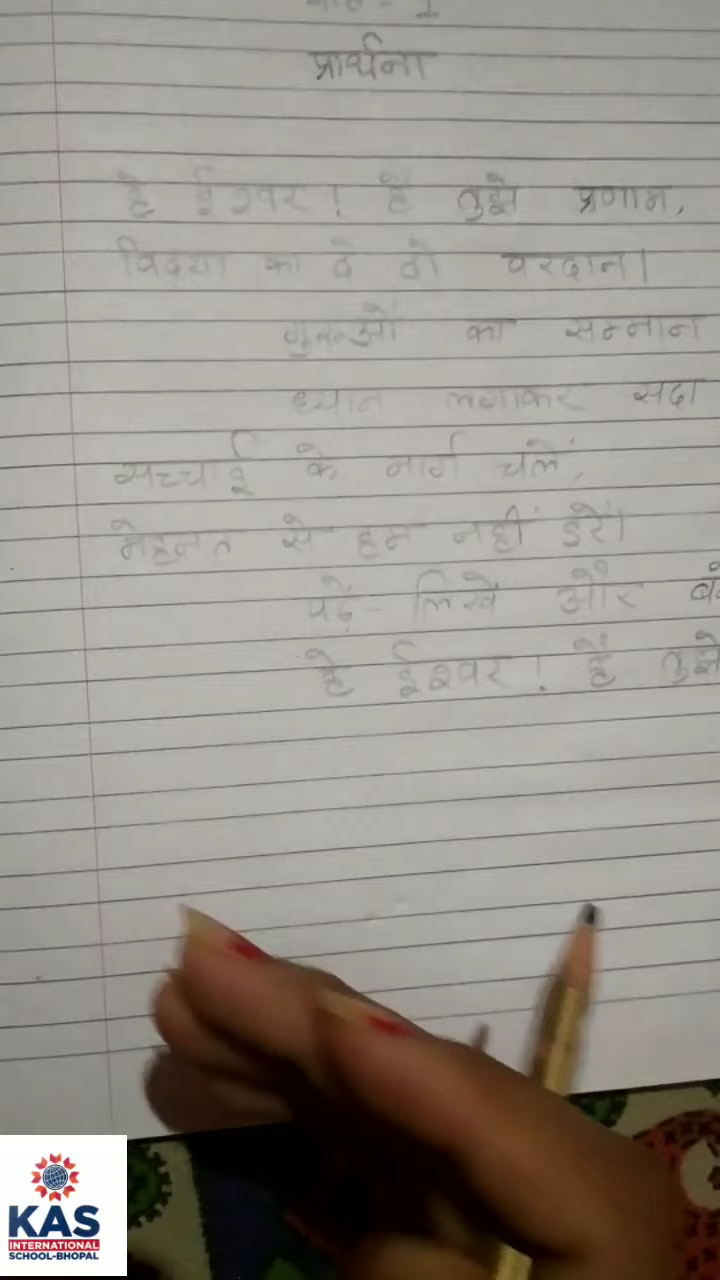 पाठ - 1
प्रार्थना
हे ईश्वर ! है तुझे प्रणाम,
विद्या का दे दो वरदान।
गुरुओं का सम्मान
ध्यान लगाकर सदा
सच्चाई के मार्ग चलें,
मेहनत से हम नहीं डरें।
पढ़ें - लिखें और
हे ईश्वर ! है तुझे
KAS
INTERNATIONAL
SCHOOL-BHOPAL